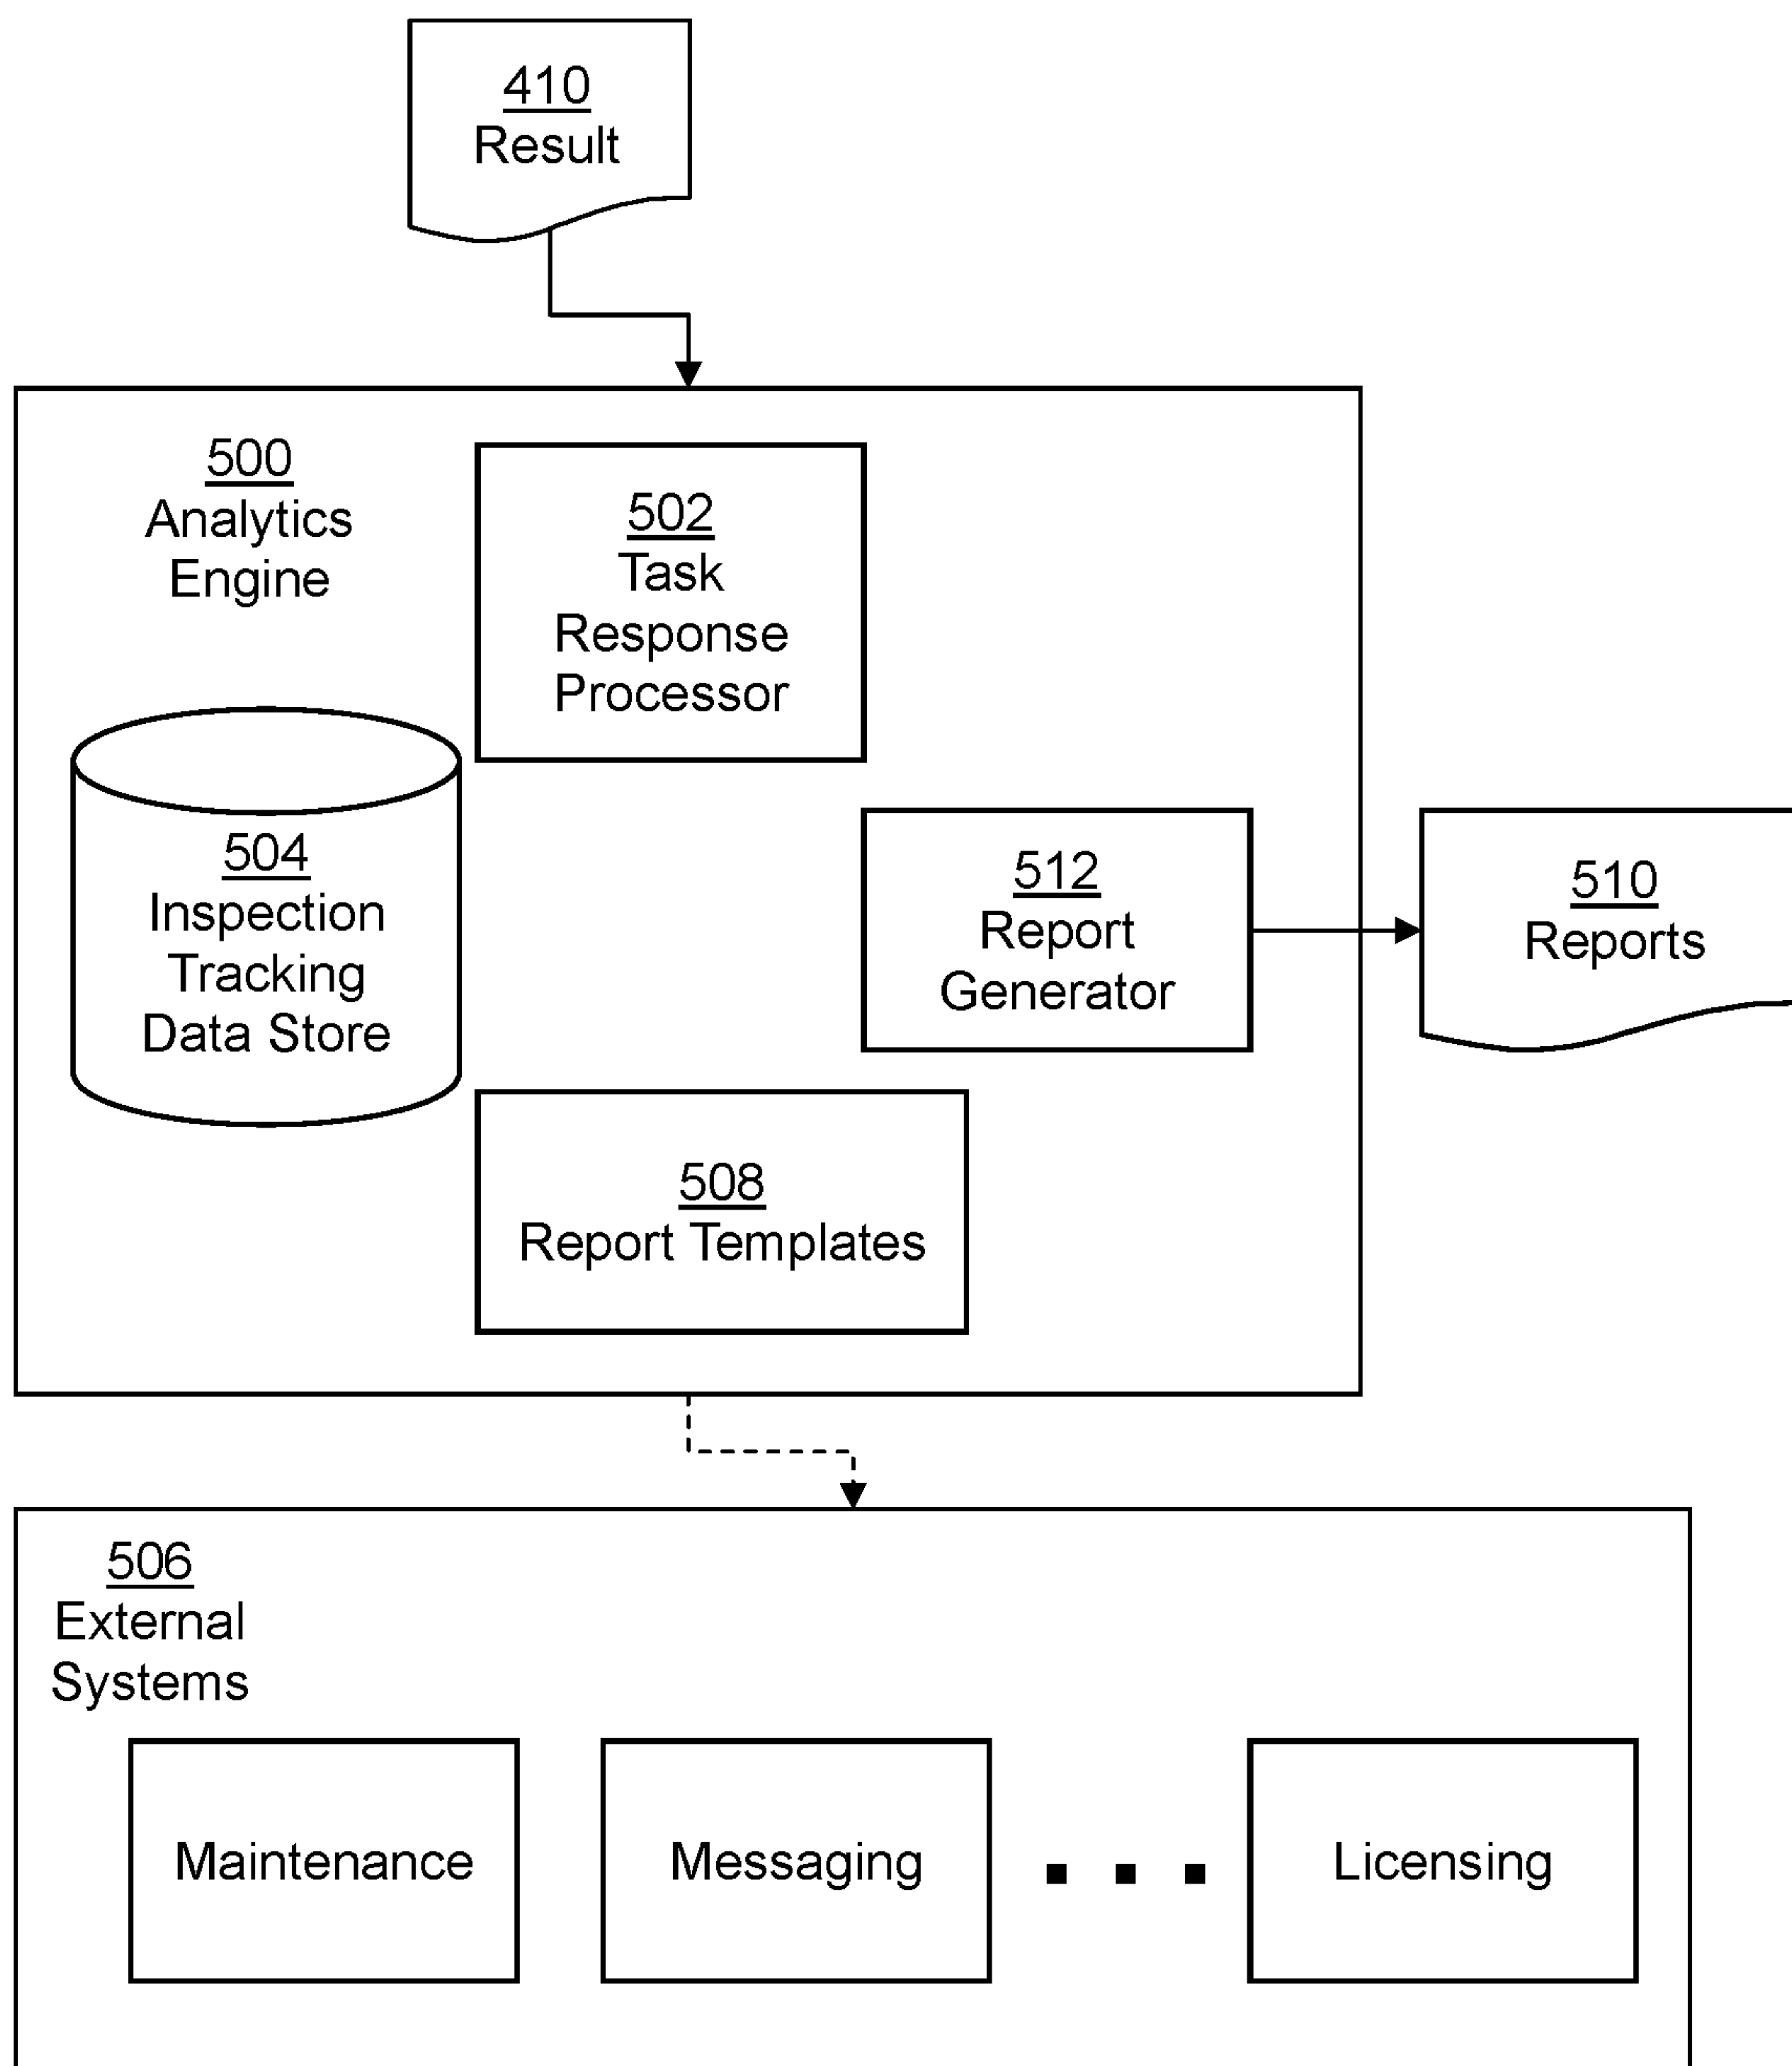 410
Result
500
Analytics
Engine
502
Task
Response
Processor
504
Inspection
Tracking
Data Store
512
Report
Generator
510
Reports
508
Report Templates
506
External
Systems
Maintenance
Messaging
Licensing